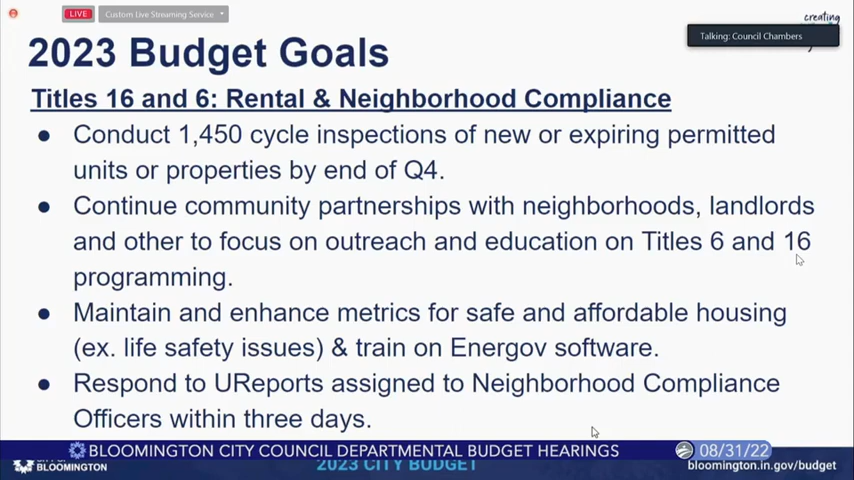 LIVE
Custom Live Streaming Service
creating
Talking: Council Chambers
2023 Budget Goals
Titles 16 and 6: Rental & Neighborhood Compliance
● Conduct 1,450 cycle inspections of new or expiring permitted
units or properties by end of Q4.
● Continue community partnerships with neighborhoods, landlords
and other to focus on outreach and education on Titles 6 and 16
programming.
● Maintain and enhance metrics for safe and affordable housing
(ex. life safety issues) & train on Energov software.
● Respond to UReports assigned to Neighborhood Compliance
Officers within three days.
BLOOMINGTON CITY COUNCIL DEPARTMENTAL BUDGET HEARINGS
08/31/22
BLOOMINGTON
2023 CITY BUDGET
bloomington.in.gov/budget